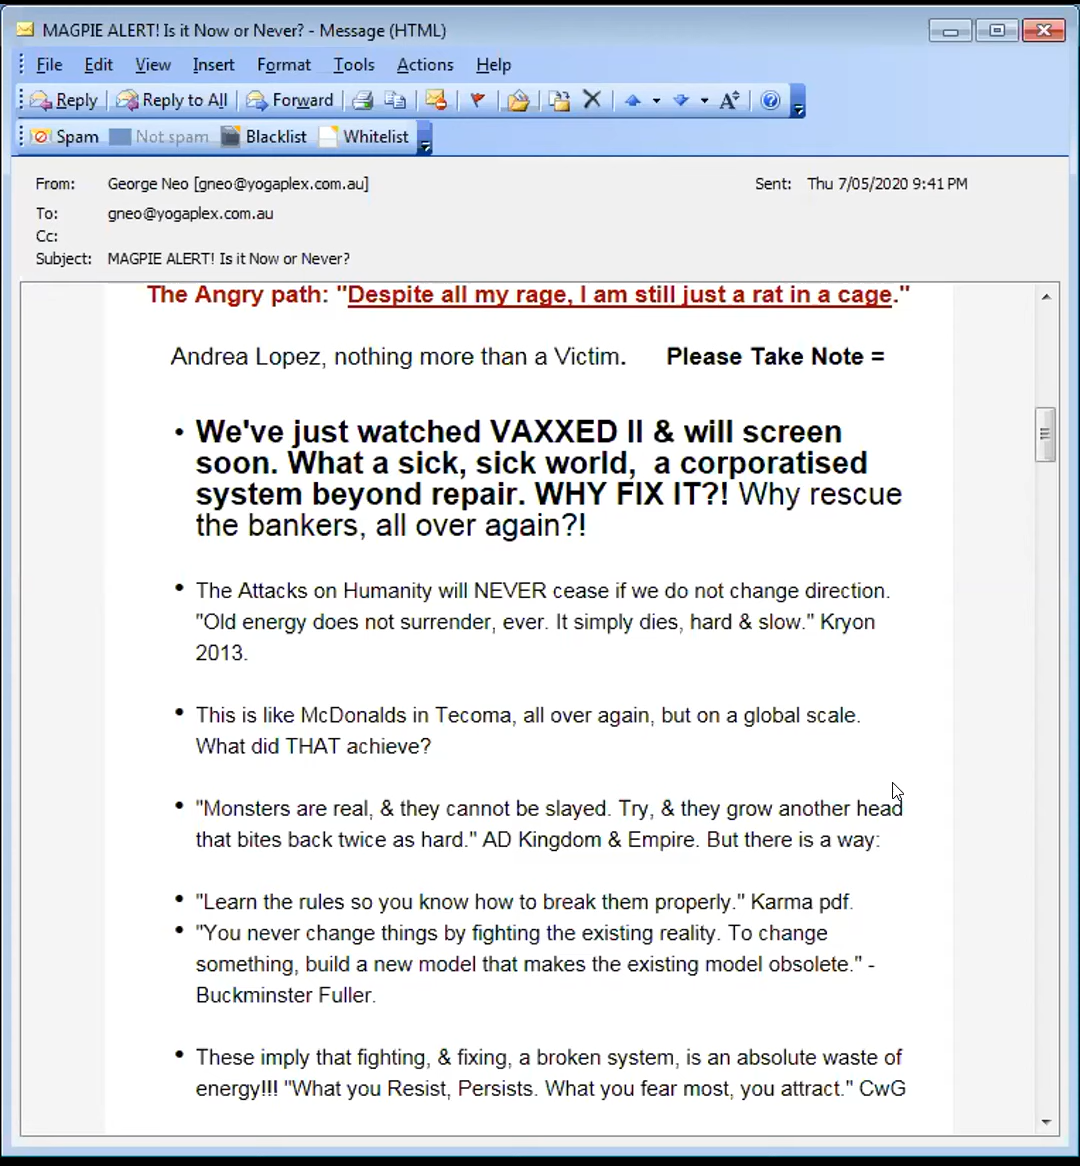 MAGPIE ALERT! Is it Now or Never? - Message (HTML)
File Edit View Insert Format Tools Actions Help
Reply Reply to All Forward
Spam Not spam Blacklist Whitelist
From: George Neo [gneo@yogaplex.com.au] Sent: Thu 7/05/2020 9:41 PM
To: gneo@yogaplex.com.au
Cc:
Subject: MAGPIE ALERT! Is it Now or Never?
The Angry path: "Despite all my rage, I am still just a rat in a cage."
Andrea Lopez, nothing more than a Victim. Please Take Note =
• We've just watched VAXXED II & will screen
soon. What a sick, sick world, a corporatised
system beyond repair. WHY FIX IT?! Why rescue
the bankers, all over again?!
• The Attacks on Humanity will NEVER cease if we do not change direction.
"Old energy does not surrender, ever. It simply dies, hard & slow." Kryon
2013.
• This is like McDonalds in Tecoma, all over again, but on a global scale.
What did THAT achieve?
• "Monsters are real, & they cannot be slayed. Try, & they grow another head
that bites back twice as hard." AD Kingdom & Empire. But there is a way:
• "Learn the rules so you know how to break them properly." Karma pdf.
• "You never change things by fighting the existing reality. To change
something, build a new model that makes the existing model obsolete." -
Buckminster Fuller.
• These imply that fighting, & fixing, a broken system, is an absolute waste of
energy!!! "What you Resist, Persists. What you fear most, you attract." CwG